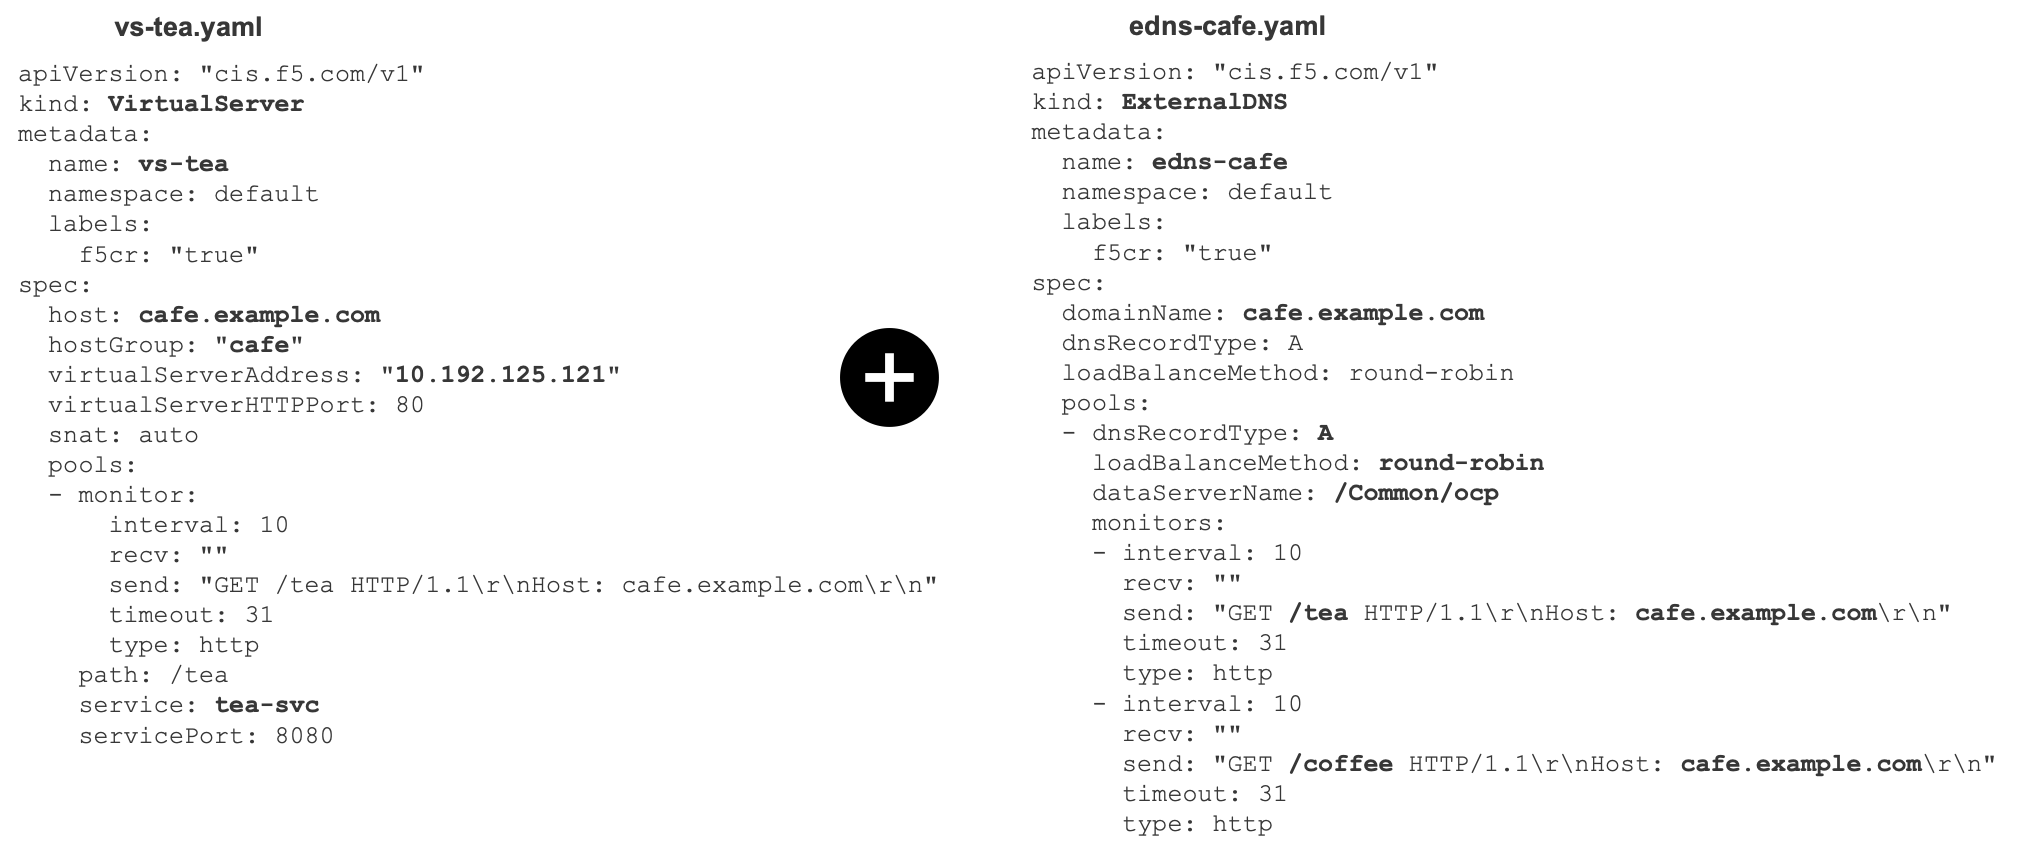 vs-tea.yaml
apiVersion: "cis.f5.com/v1"
kind: VirtualServer
metadata:
  name: vs-tea
  namespace: default
  labels:
    f5cr: "true"
spec:
  host: cafe.example.com
  hostGroup: "cafe"
  virtualServerAddress: "10.192.125.121"
  virtualServerHTTPPort: 80
  snat: auto
  pools:
  - monitor:
      interval: 10
      recv: ""
      send: "GET /tea HTTP/1.1\r\nHost: cafe.example.com\r\n"
      timeout: 31
      type: http
    path: /tea
    service: tea-svc
    servicePort: 8080
edns-cafe.yaml
apiVersion: "cis.f5.com/v1"
kind: ExternalDNS
metadata:
  name: edns-cafe
  namespace: default
  labels:
    f5cr: "true"
spec:
  domainName: cafe.example.com
  dnsRecordType: A
  loadBalanceMethod: round-robin
  pools:
  - dnsRecordType: A
    loadBalanceMethod: round-robin
    dataServerName: /Common/ocp
    monitors:
    - interval: 10
      recv: ""
      send: "GET /tea HTTP/1.1\r\nHost: cafe.example.com\r\n"
      timeout: 31
      type: http
    - interval: 10
      recv: ""
      send: "GET /coffee HTTP/1.1\r\nHost: cafe.example.com\r\n"
      timeout: 31
      type: http